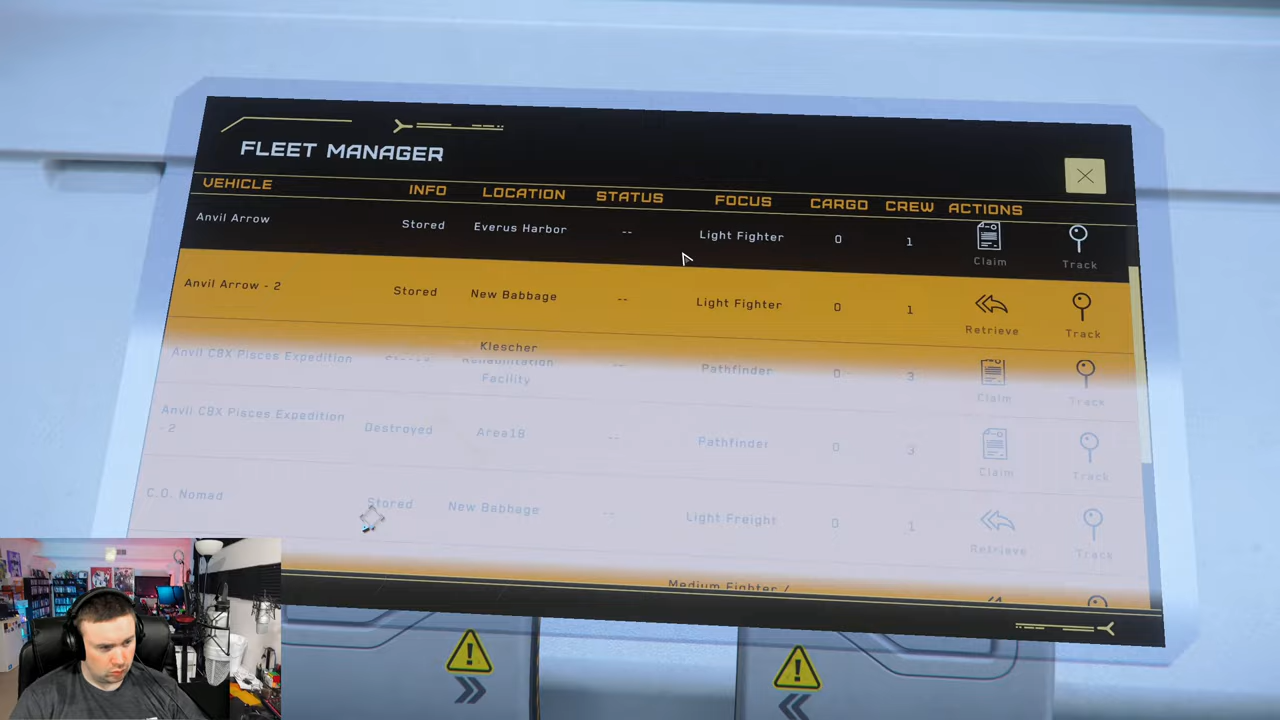 FLEET MANAGER
VEHICLE INFO LOCATION STATUS FOCUS CARGO CREW ACTIONS
Anvil Arrow Stored Everus Harbor -- Light Fighter 0 1 Claim Track
Anvil Arrow - 2 Stored New Babbage -- Light Fighter 0 1 Retrieve Track
Anvil C8X Pisces Expedition Stored Klescher Rehabilitation Facility -- Pathfinder 0 3 Claim Track
Anvil C8X Pisces Expedition - 2 Destroyed Area18 -- Pathfinder 0 3 Claim Track
C.O. Nomad Stored New Babbage -- Light Freight 0 1 Retrieve Track
Medium Fighter /